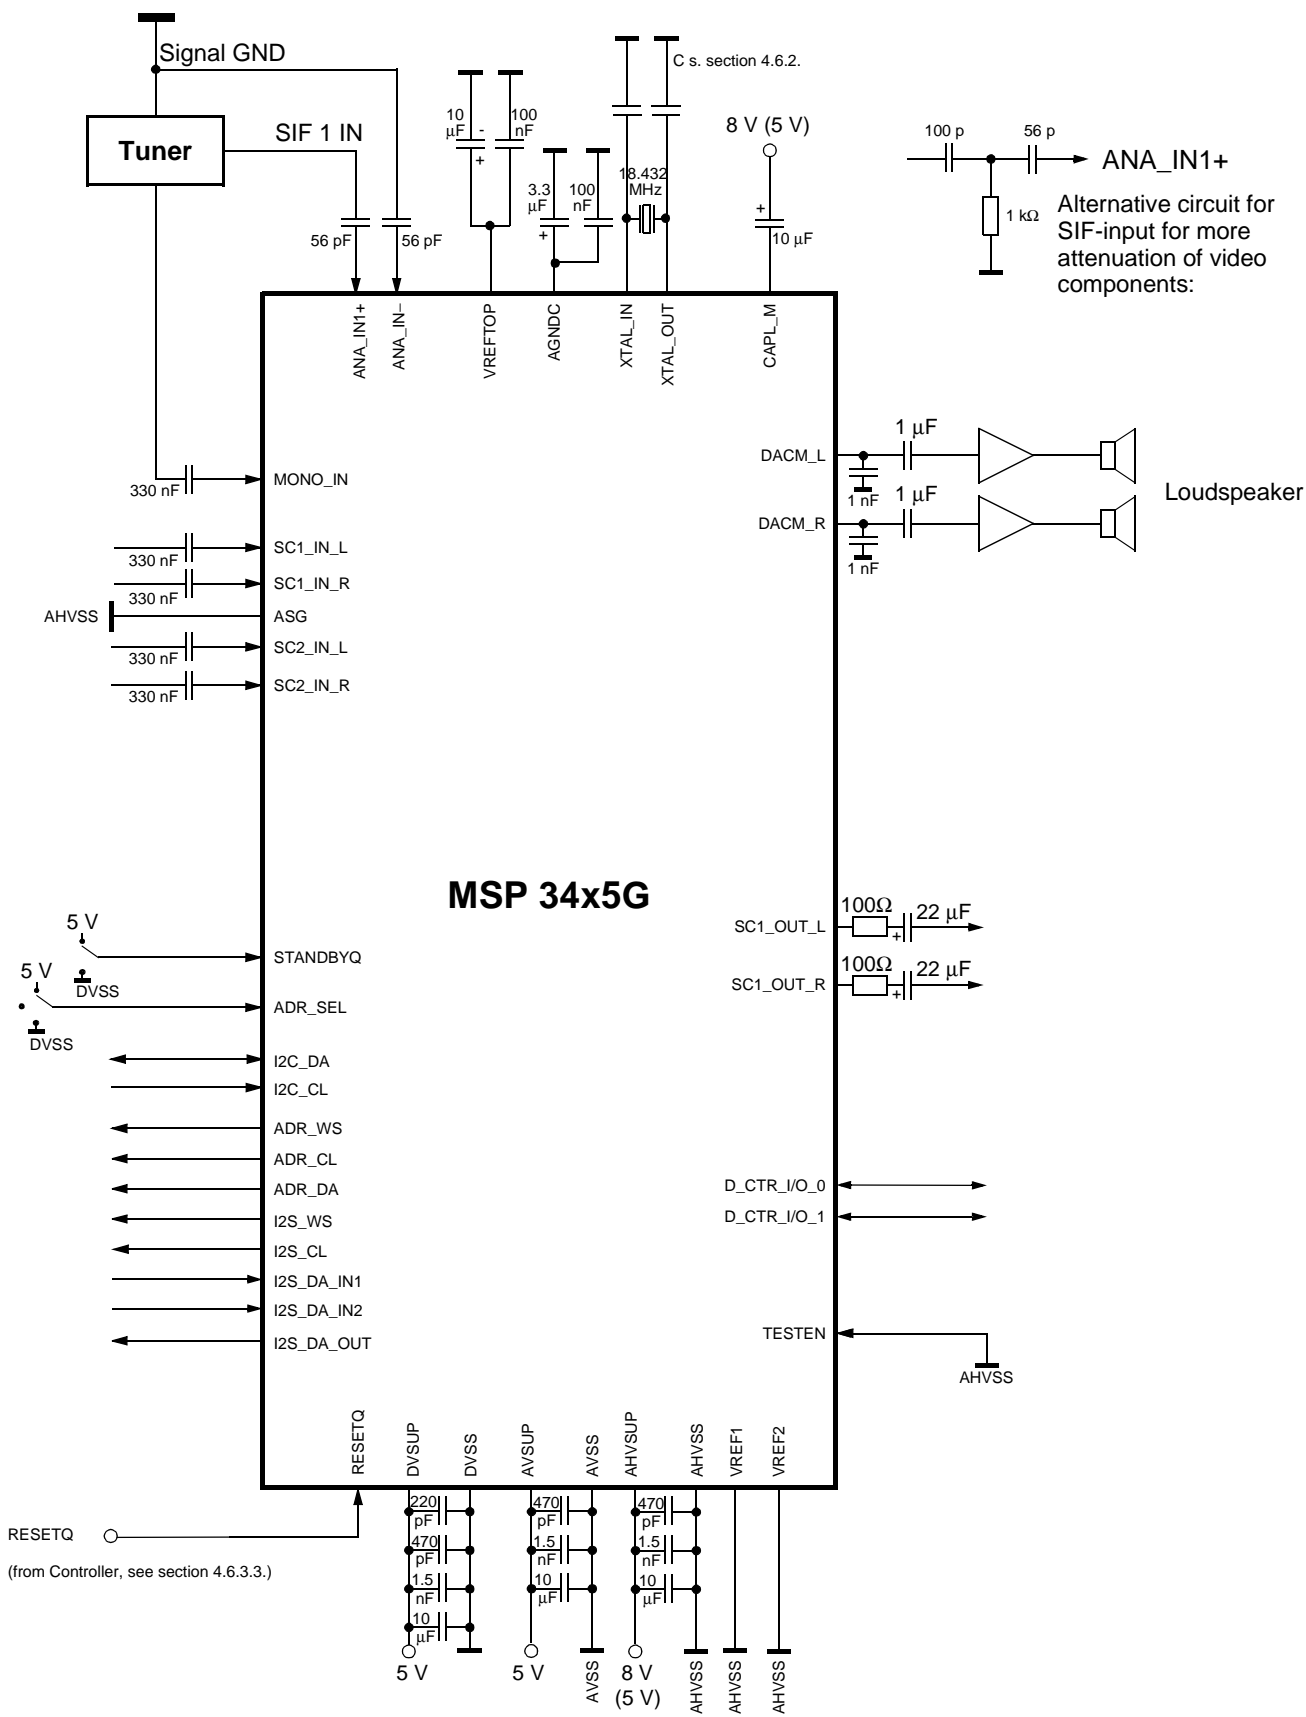 Signal GND
C s. section 4.6.2.
Tuner
SIF 1 IN
10
μF
-
+
100
nF
8 V (5 V)
100 p
56 p
ANA_IN1+
1 kΩ
Alternative circuit for
SIF-input for more
attenuation of video
components:
3.3
μF
+
100
nF
18.432
MHz
+
10 μF
56 pF
56 pF
ANA_IN1+
ANA_IN−
VREFTOP
AGNDC
XTAL_IN
XTAL_OUT
CAPL_M
330 nF
MONO_IN
330 nF
SC1_IN_L
330 nF
SC1_IN_R
AHVSS
ASG
330 nF
SC2_IN_L
330 nF
SC2_IN_R
DACM_L
1 μF
1 nF
DACM_R
1 μF
1 nF
Loudspeaker
MSP 34x5G
5 V
DVSS
STANDBYQ
5 V
DVSS
ADR_SEL
I2C_DA
I2C_CL
ADR_WS
ADR_CL
ADR_DA
I2S_WS
I2S_CL
I2S_DA_IN1
I2S_DA_IN2
I2S_DA_OUT
SC1_OUT_L
100Ω
+
22 μF
SC1_OUT_R
100Ω
+
22 μF
D_CTR_I/O_0
D_CTR_I/O_1
TESTEN
AHVSS
RESETQ
DVSUP
DVSS
AVSUP
AVSS
AHVSUP
AHVSS
VREF1
VREF2
RESETQ
(from Controller, see section 4.6.3.3.)
220
pF
470
pF
1.5
nF
10
μF
5 V
470
pF
1.5
nF
10
μF
5 V
AVSS
470
pF
1.5
nF
10
μF
8 V
(5 V)
AHVSS
AHVSS
AHVSS